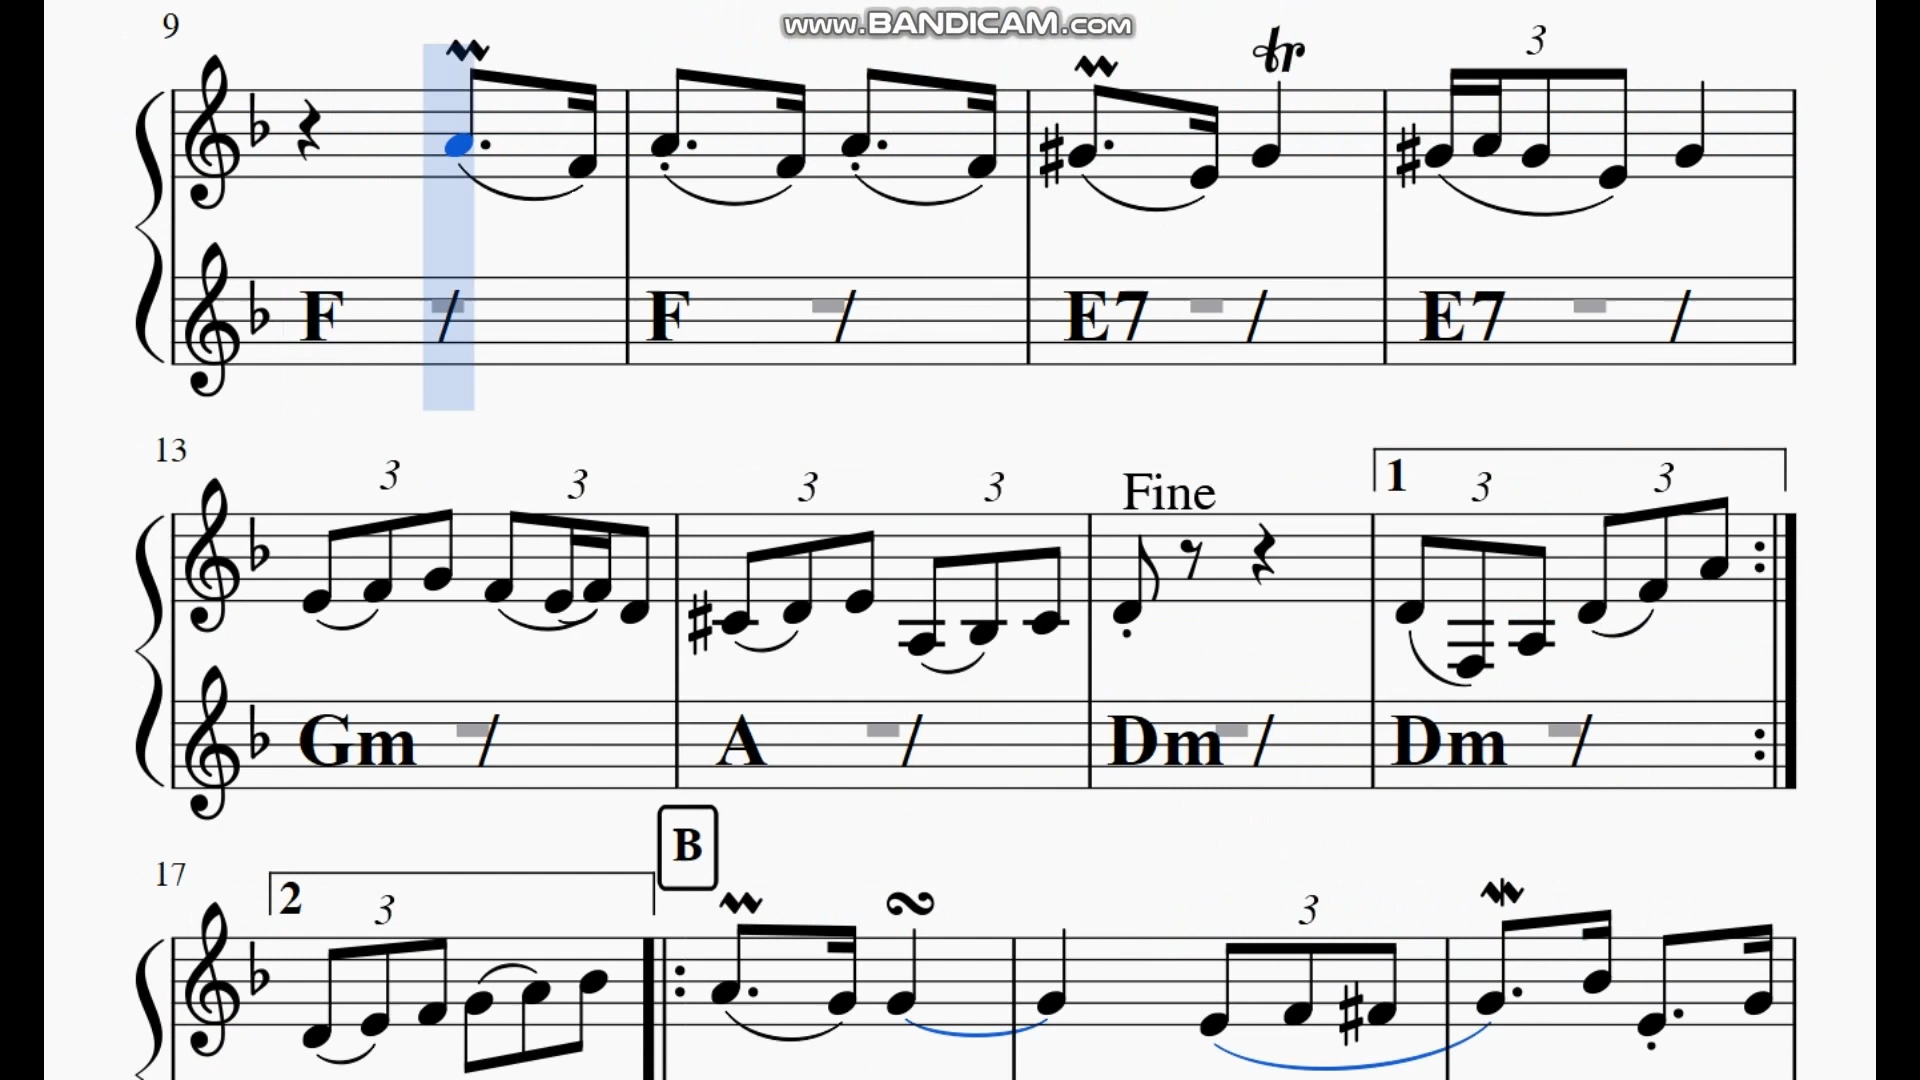 www.BANDICAM.com
9
tr
3
F / F / E7 / E7 /
13
3 3 3 3 Fine 1 3 3
Gm / A / Dm / Dm /
B
17
2 3 3